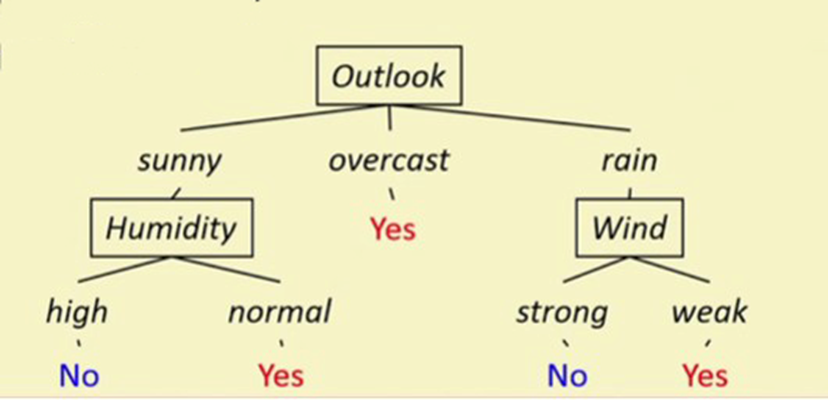 Outlook
sunny overcast rain
Humidity Yes Wind
high normal strong weak
No Yes No Yes